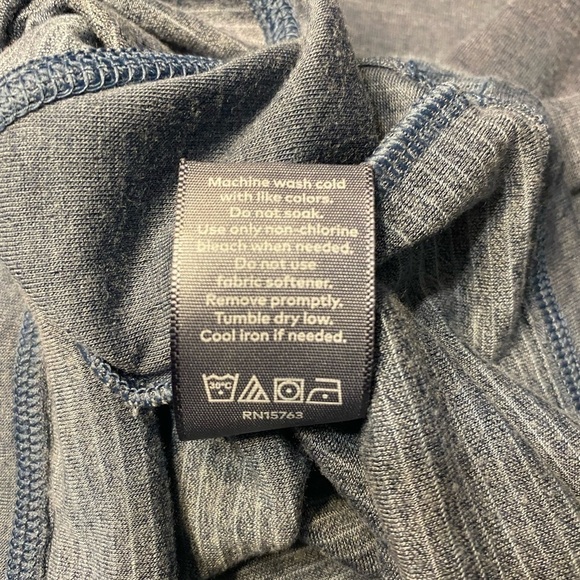 Machine wash cold
with like colors.
Do not soak.
Use only non-chlorine
bleach when needed.
Do not use
fabric softener.
Remove promptly.
Tumble dry low.
Cool iron if needed.
30°C
RN15763